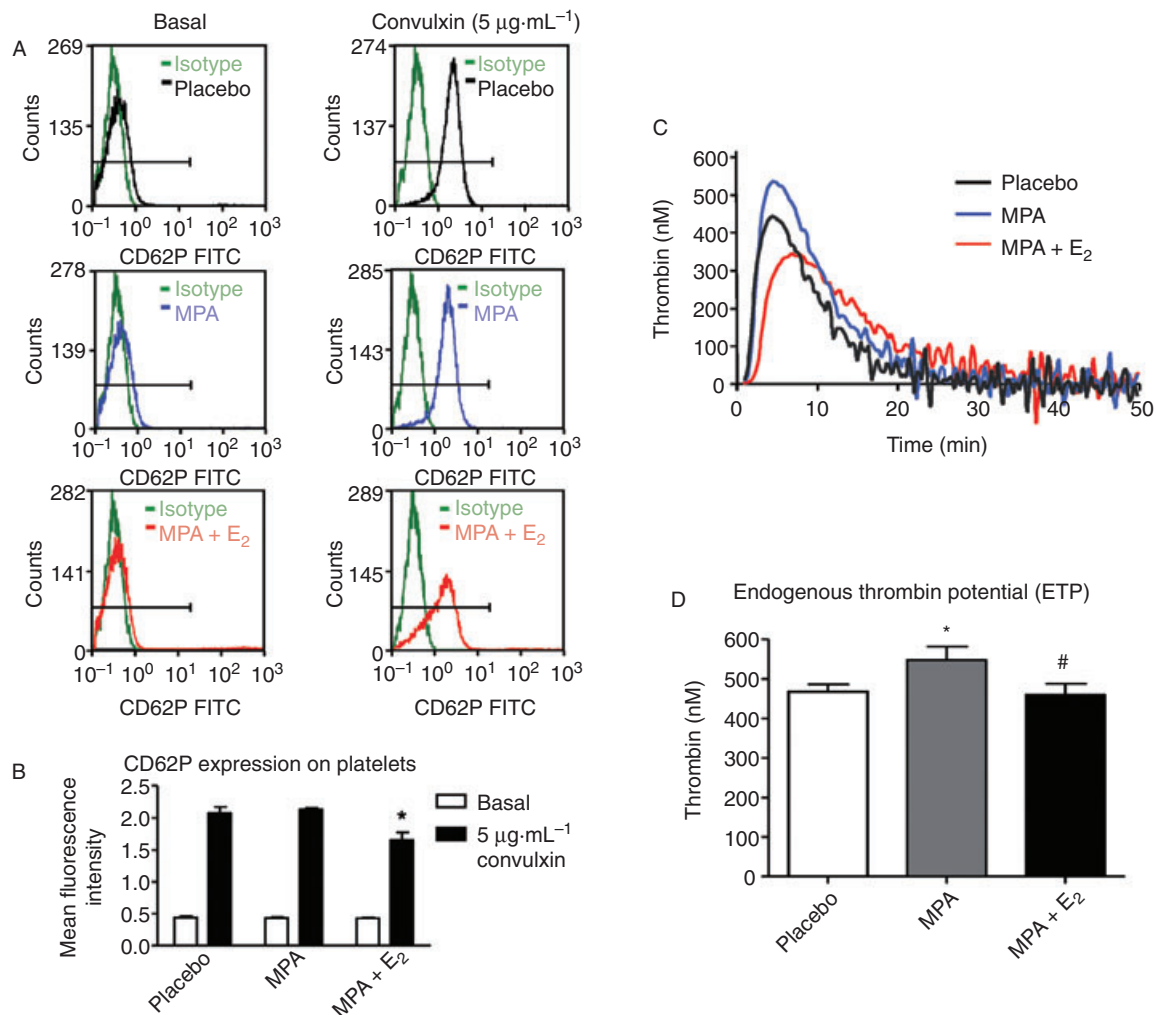 A
Basal
Convulxin (5 µg·mL⁻¹)
269
135
0
Counts
Isotype
Placebo
10⁻¹ 10⁰ 10¹ 10² 10³
CD62P FITC
274
137
0
Counts
Isotype
Placebo
10⁻¹ 10⁰ 10¹ 10² 10³
CD62P FITC
278
139
0
Counts
Isotype
MPA
10⁻¹ 10⁰ 10¹ 10² 10³
CD62P FITC
285
143
0
Counts
Isotype
MPA
10⁻¹ 10⁰ 10¹ 10² 10³
CD62P FITC
282
141
0
Counts
Isotype
MPA + E₂
10⁻¹ 10⁰ 10¹ 10² 10³
CD62P FITC
289
145
0
Counts
Isotype
MPA + E₂
10⁻¹ 10⁰ 10¹ 10² 10³
CD62P FITC
B
CD62P expression on platelets
Mean fluorescence
intensity
2.5
2.0
1.5
1.0
0.5
0.0
*
Basal
5 µg·mL⁻¹
convulxin
Placebo
MPA
MPA + E₂
C
Thrombin (nM)
600
500
400
300
200
100
0
Placebo
MPA
MPA + E₂
0 10 20 30 40 50
Time (min)
D
Endogenous thrombin potential (ETP)
Thrombin (nM)
600
500
400
300
200
100
0
*
#
Placebo
MPA
MPA + E₂